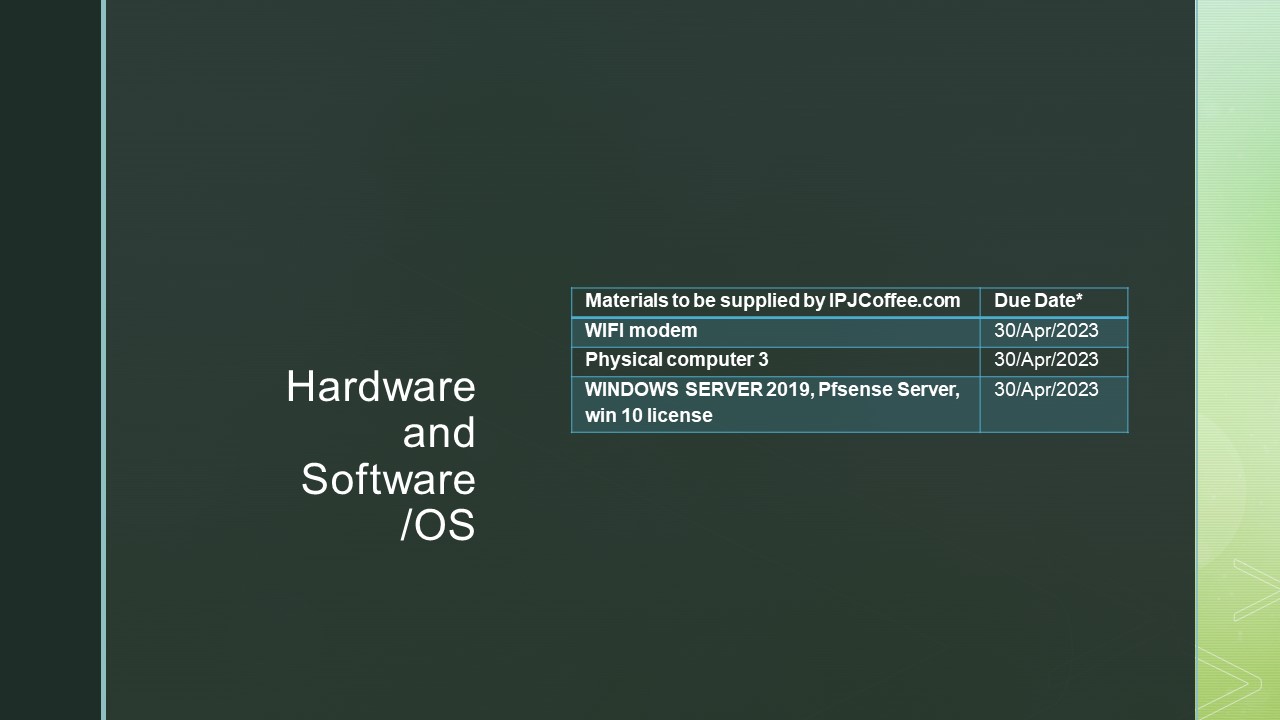 Hardware
and
Software
/OS
Materials to be supplied by IPJCoffee.com Due Date*
WIFI modem 30/Apr/2023
Physical computer 3 30/Apr/2023
WINDOWS SERVER 2019, Pfsense Server, 30/Apr/2023
win 10 license